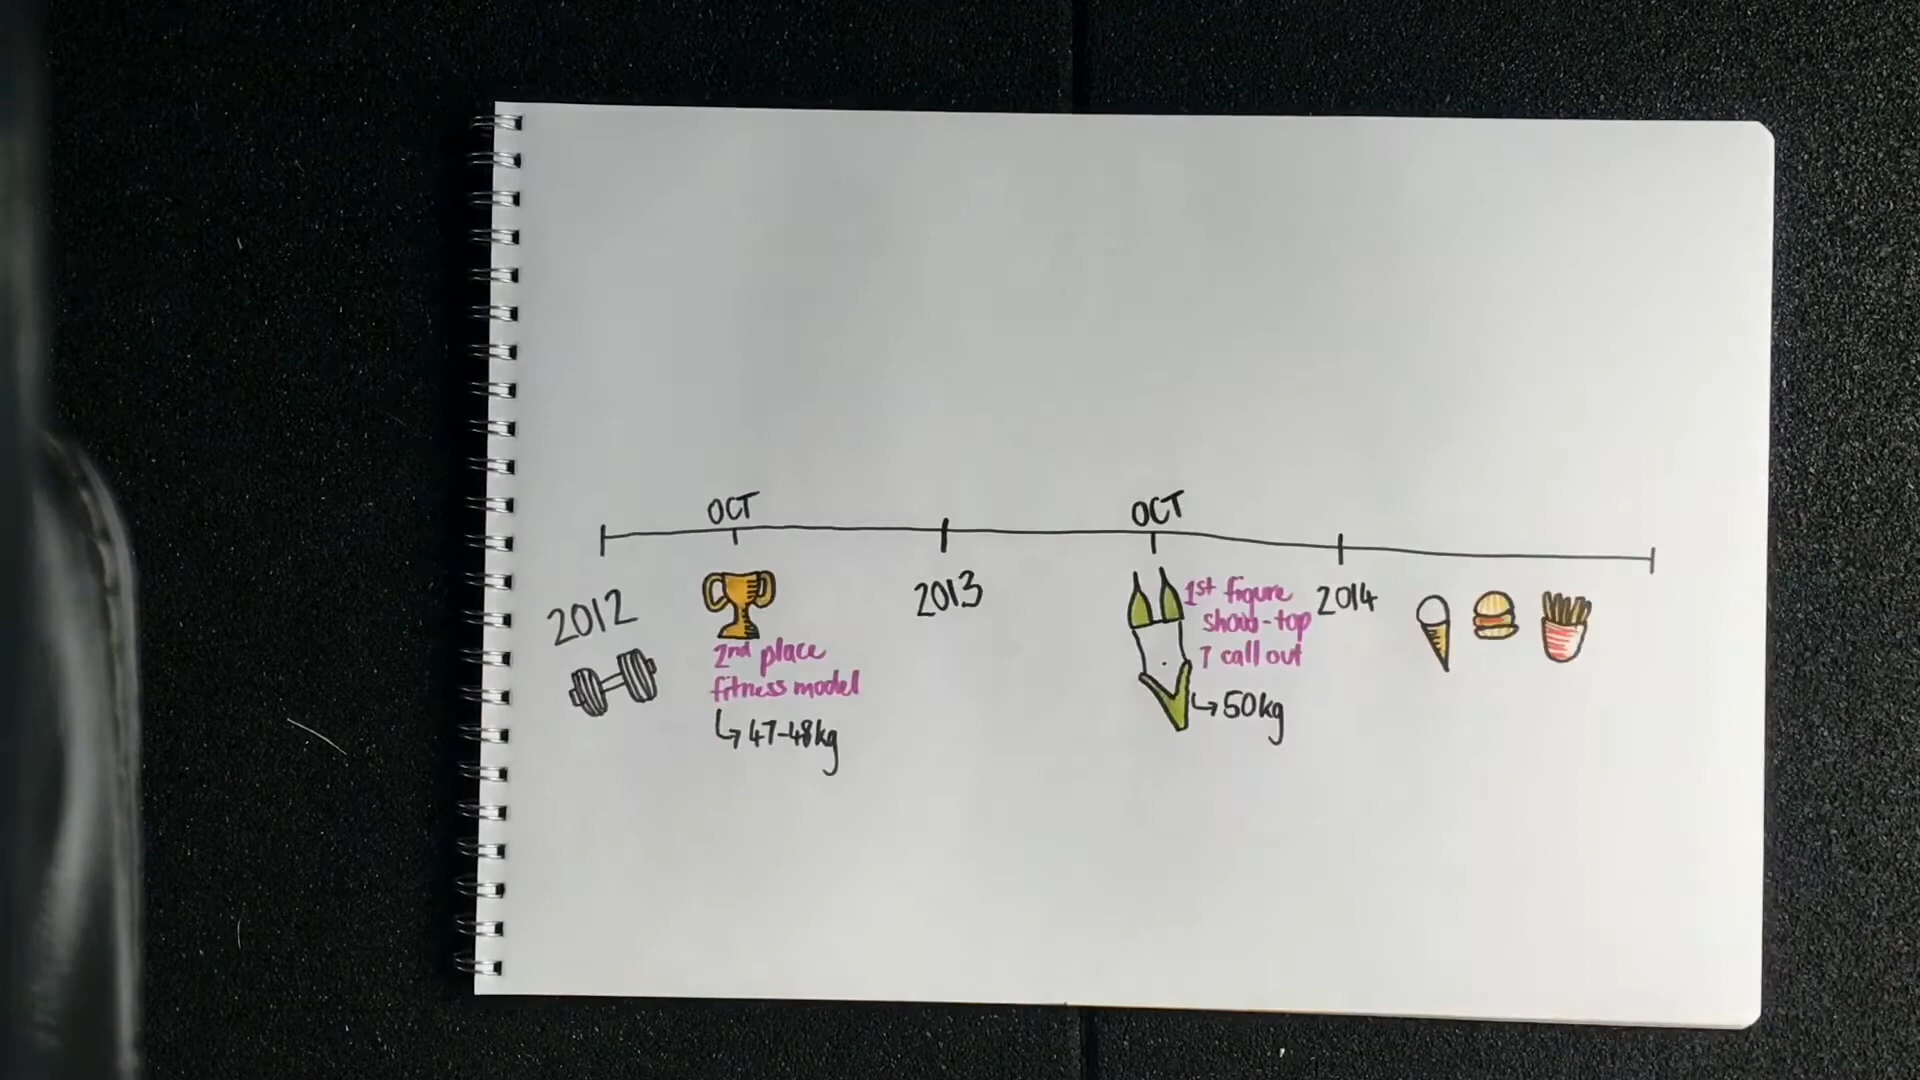 OCT
OCT
2012
2013
2014
2nd place
fitness model
↳ 47-48kg
1st figure
show-top
7 call out
↳ 50kg